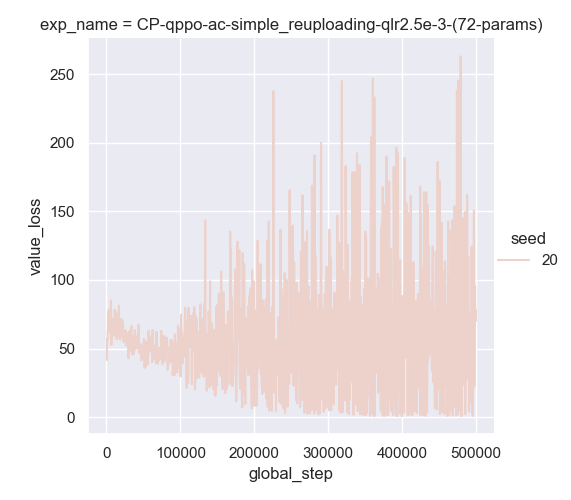 exp_name = CP-qppo-ac-simple_reuploading-qlr2.5e-3-(72-params)
250
200
150
100
50
0
value_loss
0 100000 200000 300000 400000 500000
global_step
seed
20